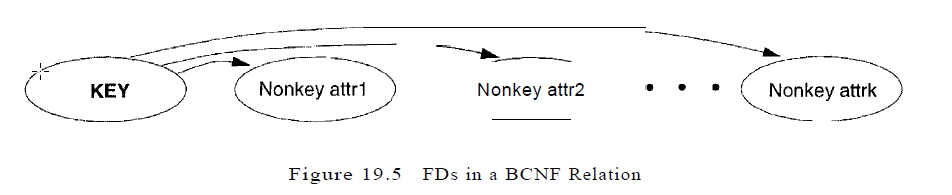 KEY Nonkey attr1 Nonkey attr2 • • • Nonkey attrk
Figure 19.5 FDs in a BCNF Relation